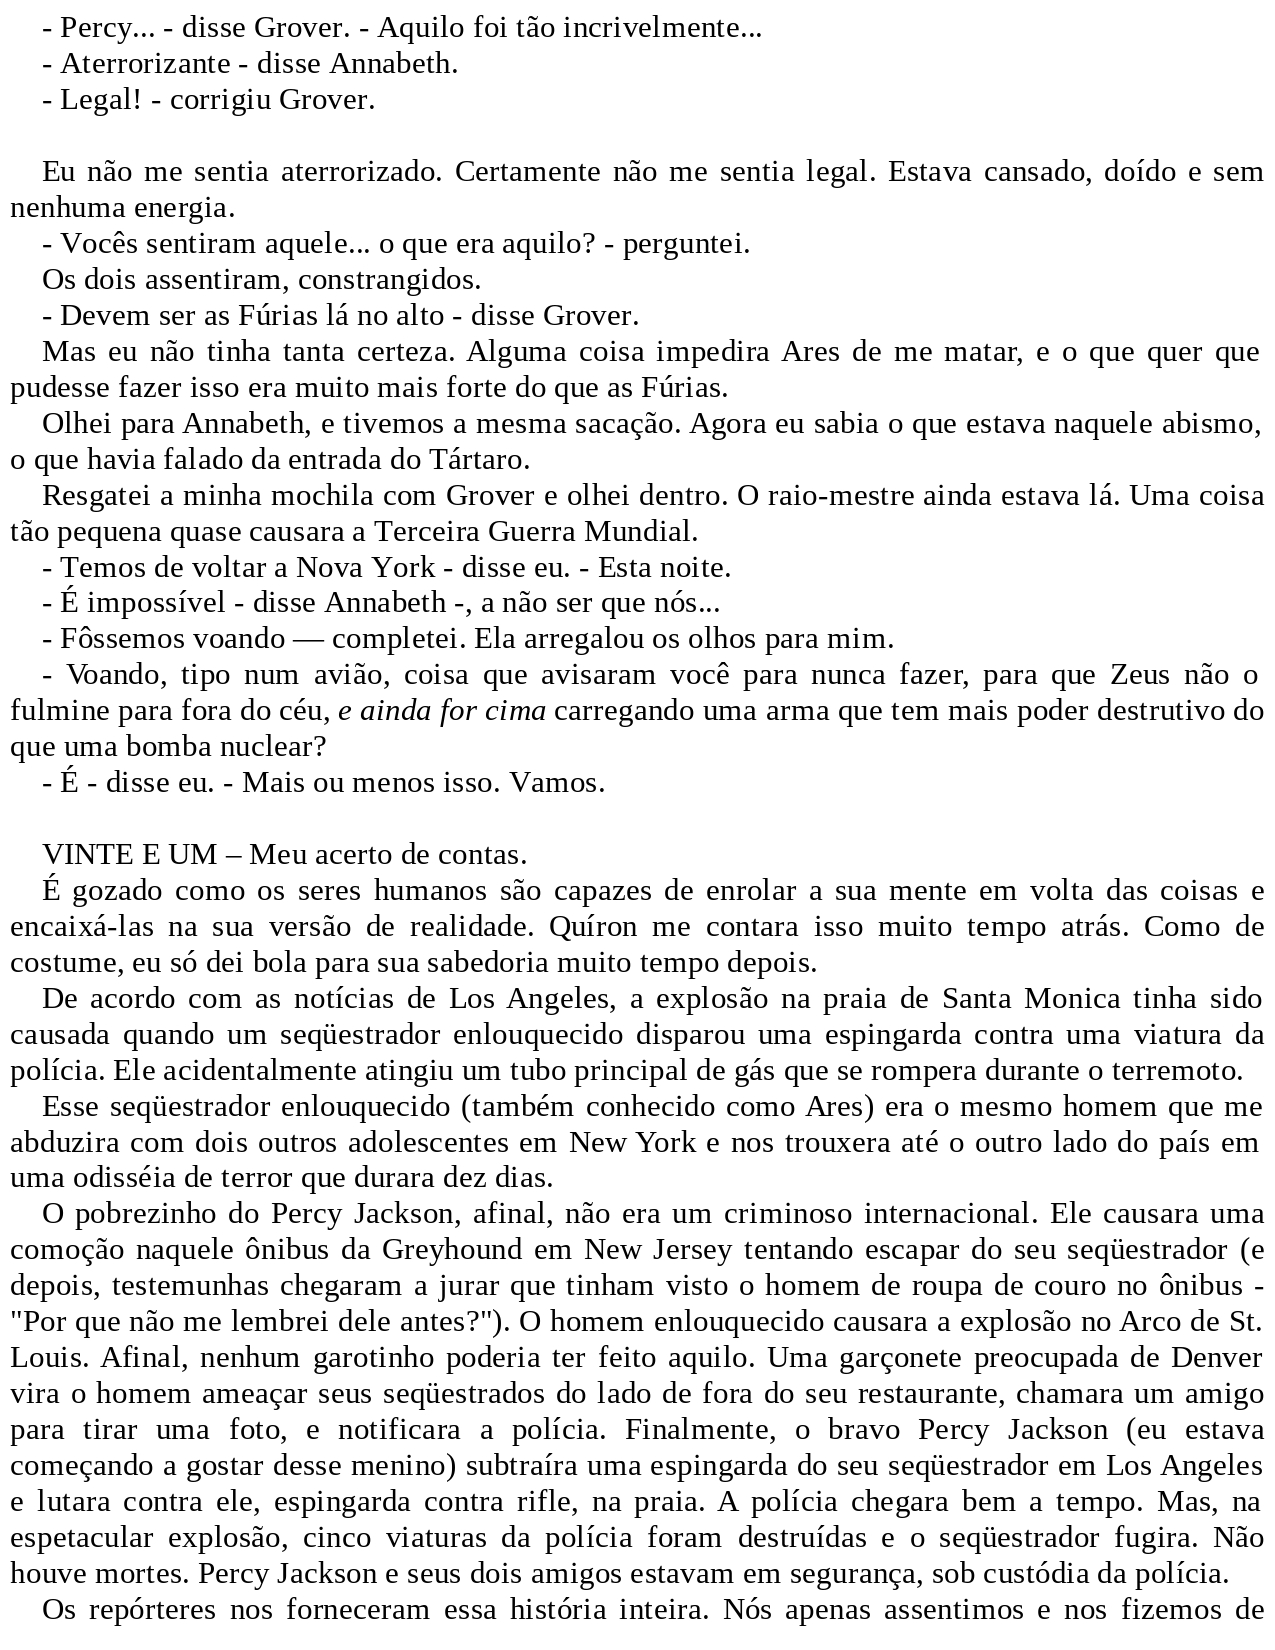 - Percy... - disse Grover. - Aquilo foi tão incrivelmente...
- Aterrorizante - disse Annabeth.
- Legal! - corrigiu Grover.
Eu não me sentia aterrorizado. Certamente não me sentia legal. Estava cansado, doído e sem
nenhuma energia.
- Vocês sentiram aquele... o que era aquilo? - perguntei.
Os dois assentiram, constrangidos.
- Devem ser as Fúrias lá no alto - disse Grover.
Mas eu não tinha tanta certeza. Alguma coisa impedira Ares de me matar, e o que quer que
pudesse fazer isso era muito mais forte do que as Fúrias.
Olhei para Annabeth, e tivemos a mesma sacação. Agora eu sabia o que estava naquele abismo,
o que havia falado da entrada do Tártaro.
Resgatei a minha mochila com Grover e olhei dentro. O raio-mestre ainda estava lá. Uma coisa
tão pequena quase causara a Terceira Guerra Mundial.
- Temos de voltar a Nova York - disse eu. - Esta noite.
- É impossível - disse Annabeth -, a não ser que nós...
- Fôssemos voando — completei. Ela arregalou os olhos para mim.
- Voando, tipo num avião, coisa que avisaram você para nunca fazer, para que Zeus não o
fulmine para fora do céu, e ainda for cima carregando uma arma que tem mais poder destrutivo do
que uma bomba nuclear?
- É - disse eu. - Mais ou menos isso. Vamos.
VINTE E UM – Meu acerto de contas.
É gozado como os seres humanos são capazes de enrolar a sua mente em volta das coisas e
encaixá-las na sua versão de realidade. Quíron me contara isso muito tempo atrás. Como de
costume, eu só dei bola para sua sabedoria muito tempo depois.
De acordo com as notícias de Los Angeles, a explosão na praia de Santa Monica tinha sido
causada quando um seqüestrador enlouquecido disparou uma espingarda contra uma viatura da
polícia. Ele acidentalmente atingiu um tubo principal de gás que se rompera durante o terremoto.
Esse seqüestrador enlouquecido (também conhecido como Ares) era o mesmo homem que me
abduzira com dois outros adolescentes em New York e nos trouxera até o outro lado do país em
uma odisséia de terror que durara dez dias.
O pobrezinho do Percy Jackson, afinal, não era um criminoso internacional. Ele causara uma
comoção naquele ônibus da Greyhound em New Jersey tentando escapar do seu seqüestrador (e
depois, testemunhas chegaram a jurar que tinham visto o homem de roupa de couro no ônibus -
"Por que não me lembrei dele antes?"). O homem enlouquecido causara a explosão no Arco de St.
Louis. Afinal, nenhum garotinho poderia ter feito aquilo. Uma garçonete preocupada de Denver
vira o homem ameaçar seus seqüestrados do lado de fora do seu restaurante, chamara um amigo
para tirar uma foto, e notificara a polícia. Finalmente, o bravo Percy Jackson (eu estava
começando a gostar desse menino) subtraíra uma espingarda do seu seqüestrador em Los Angeles
e lutara contra ele, espingarda contra rifle, na praia. A polícia chegara bem a tempo. Mas, na
espetacular explosão, cinco viaturas da polícia foram destruídas e o seqüestrador fugira. Não
houve mortes. Percy Jackson e seus dois amigos estavam em segurança, sob custódia da polícia.
Os repórteres nos forneceram essa história inteira. Nós apenas assentimos e nos fizemos de